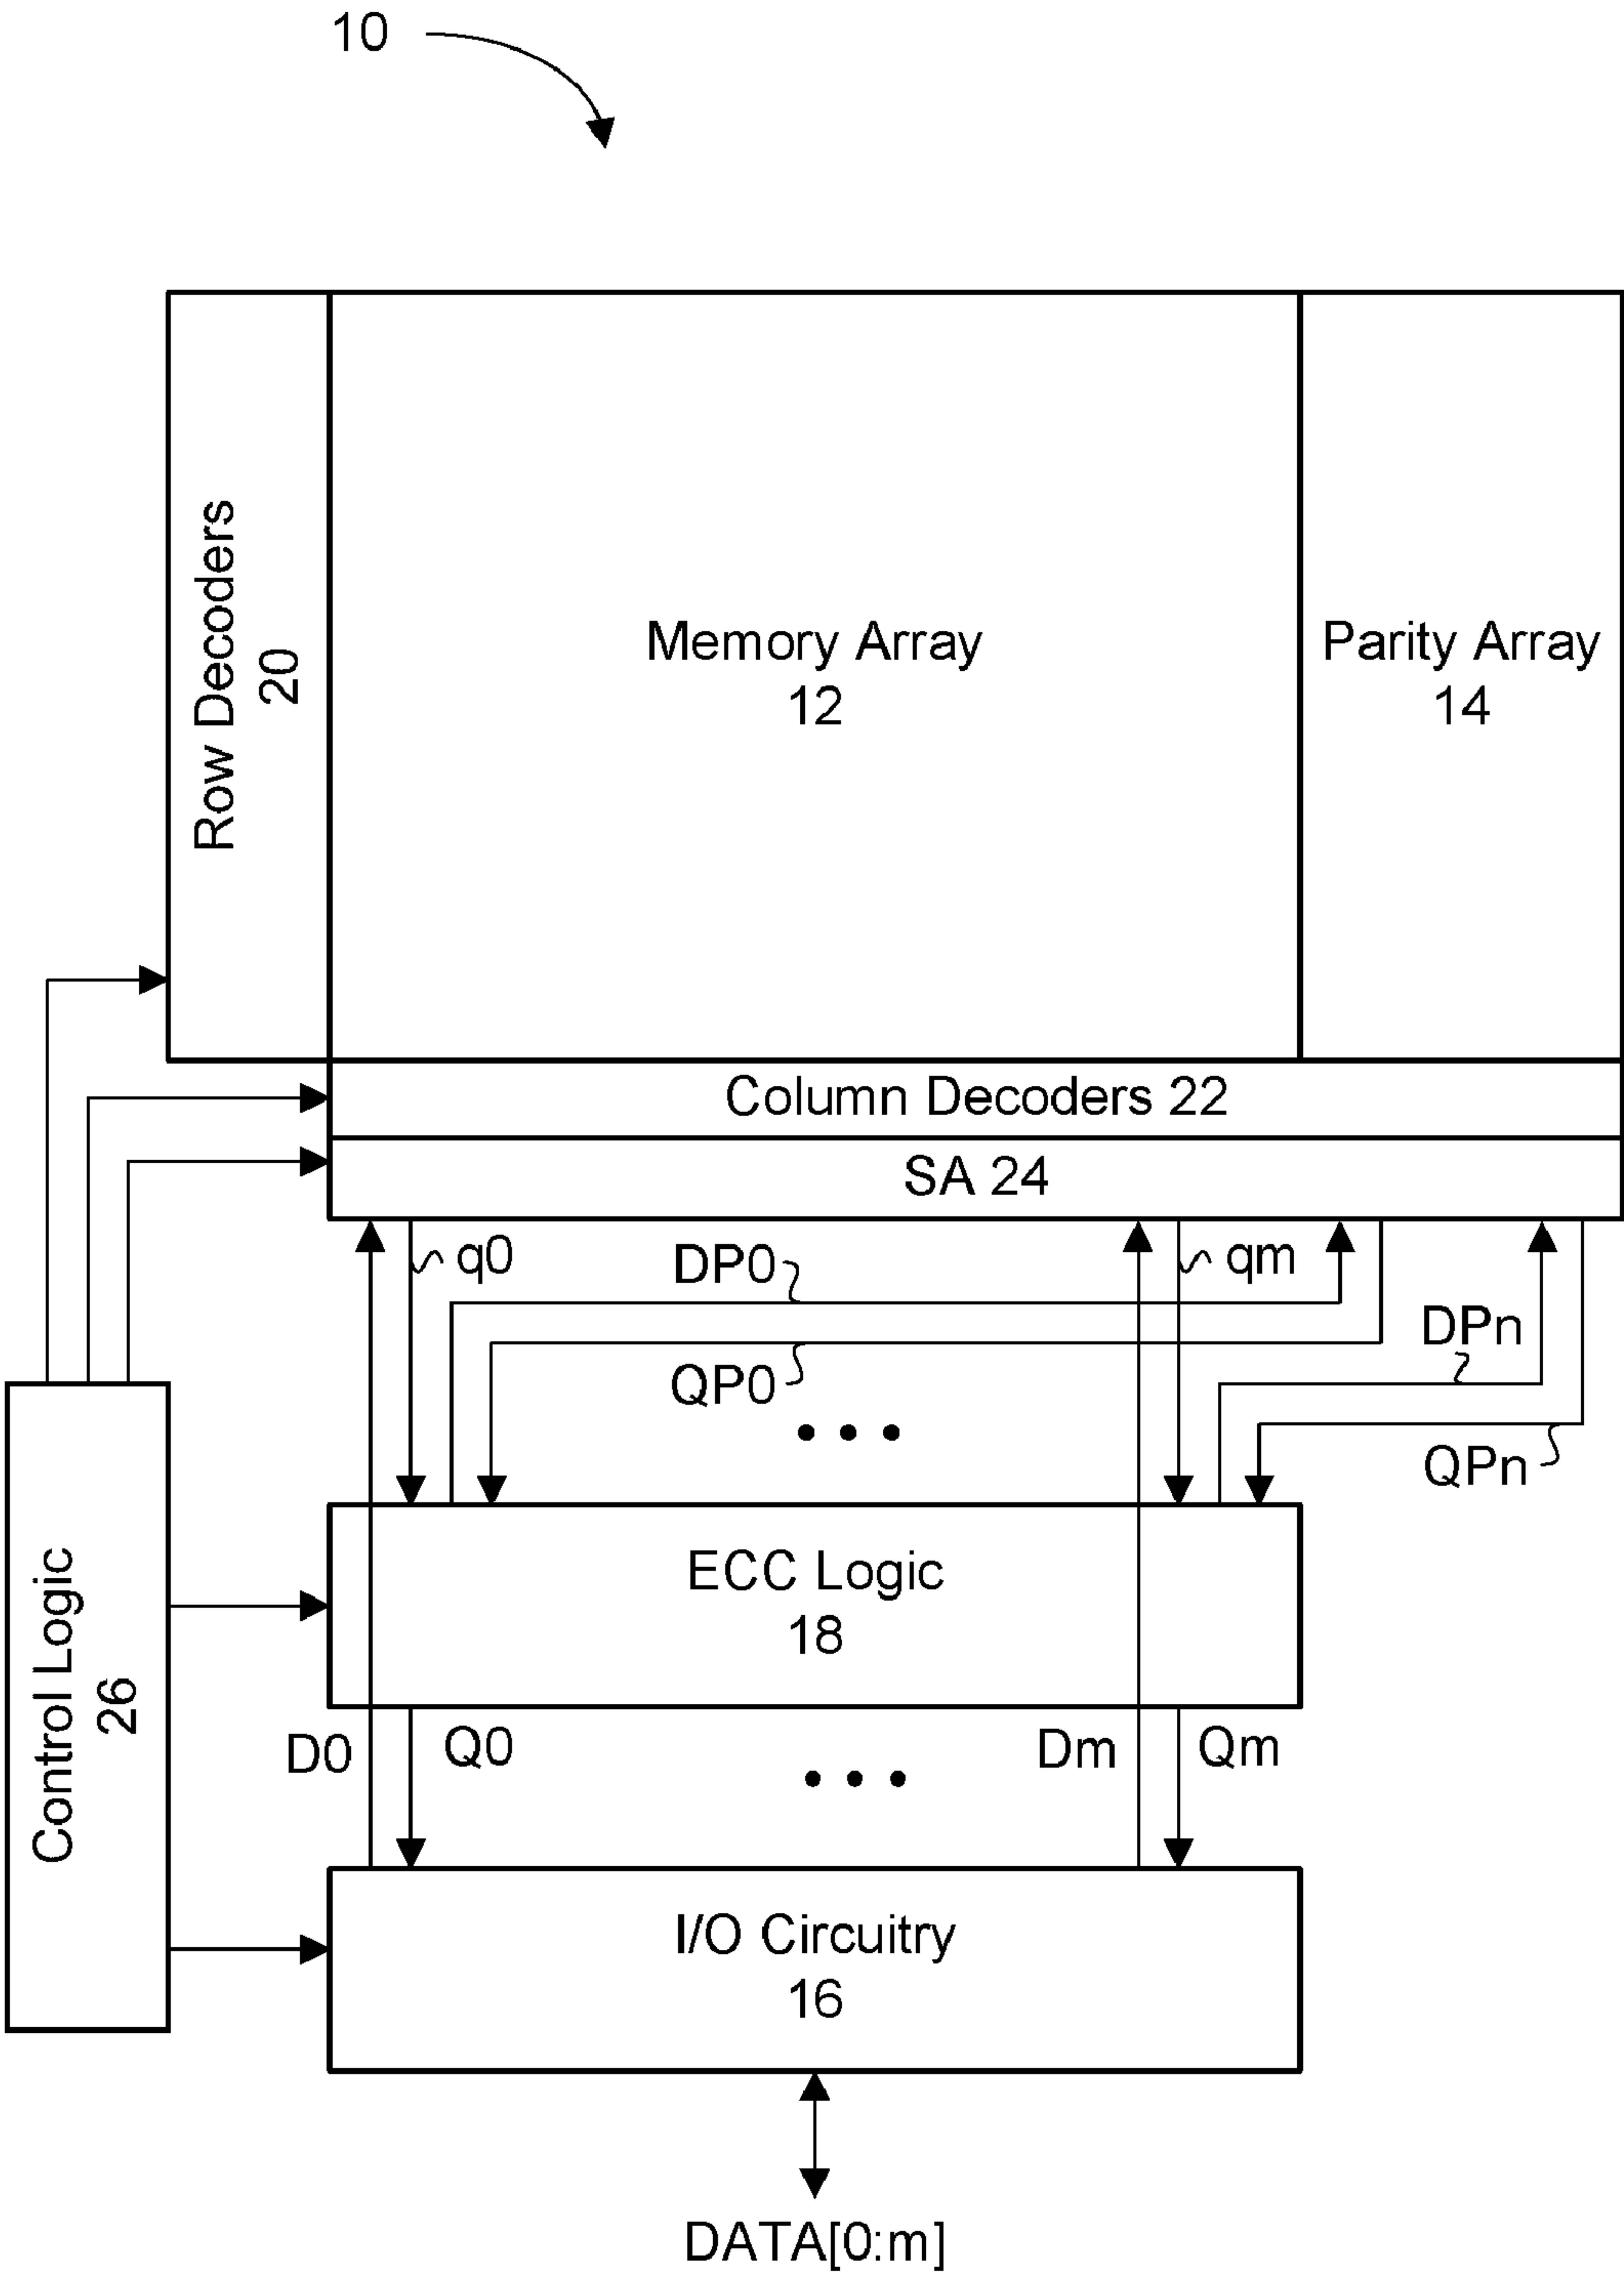 10
Row Decoders
20
Memory Array
12
Parity Array
14
Column Decoders 22
SA 24
q0
DP0
qm
DPn
QP0
QPn
Control Logic
26
ECC Logic
18
D0
Q0
Dm
Qm
I/O Circuitry
16
DATA[0:m]